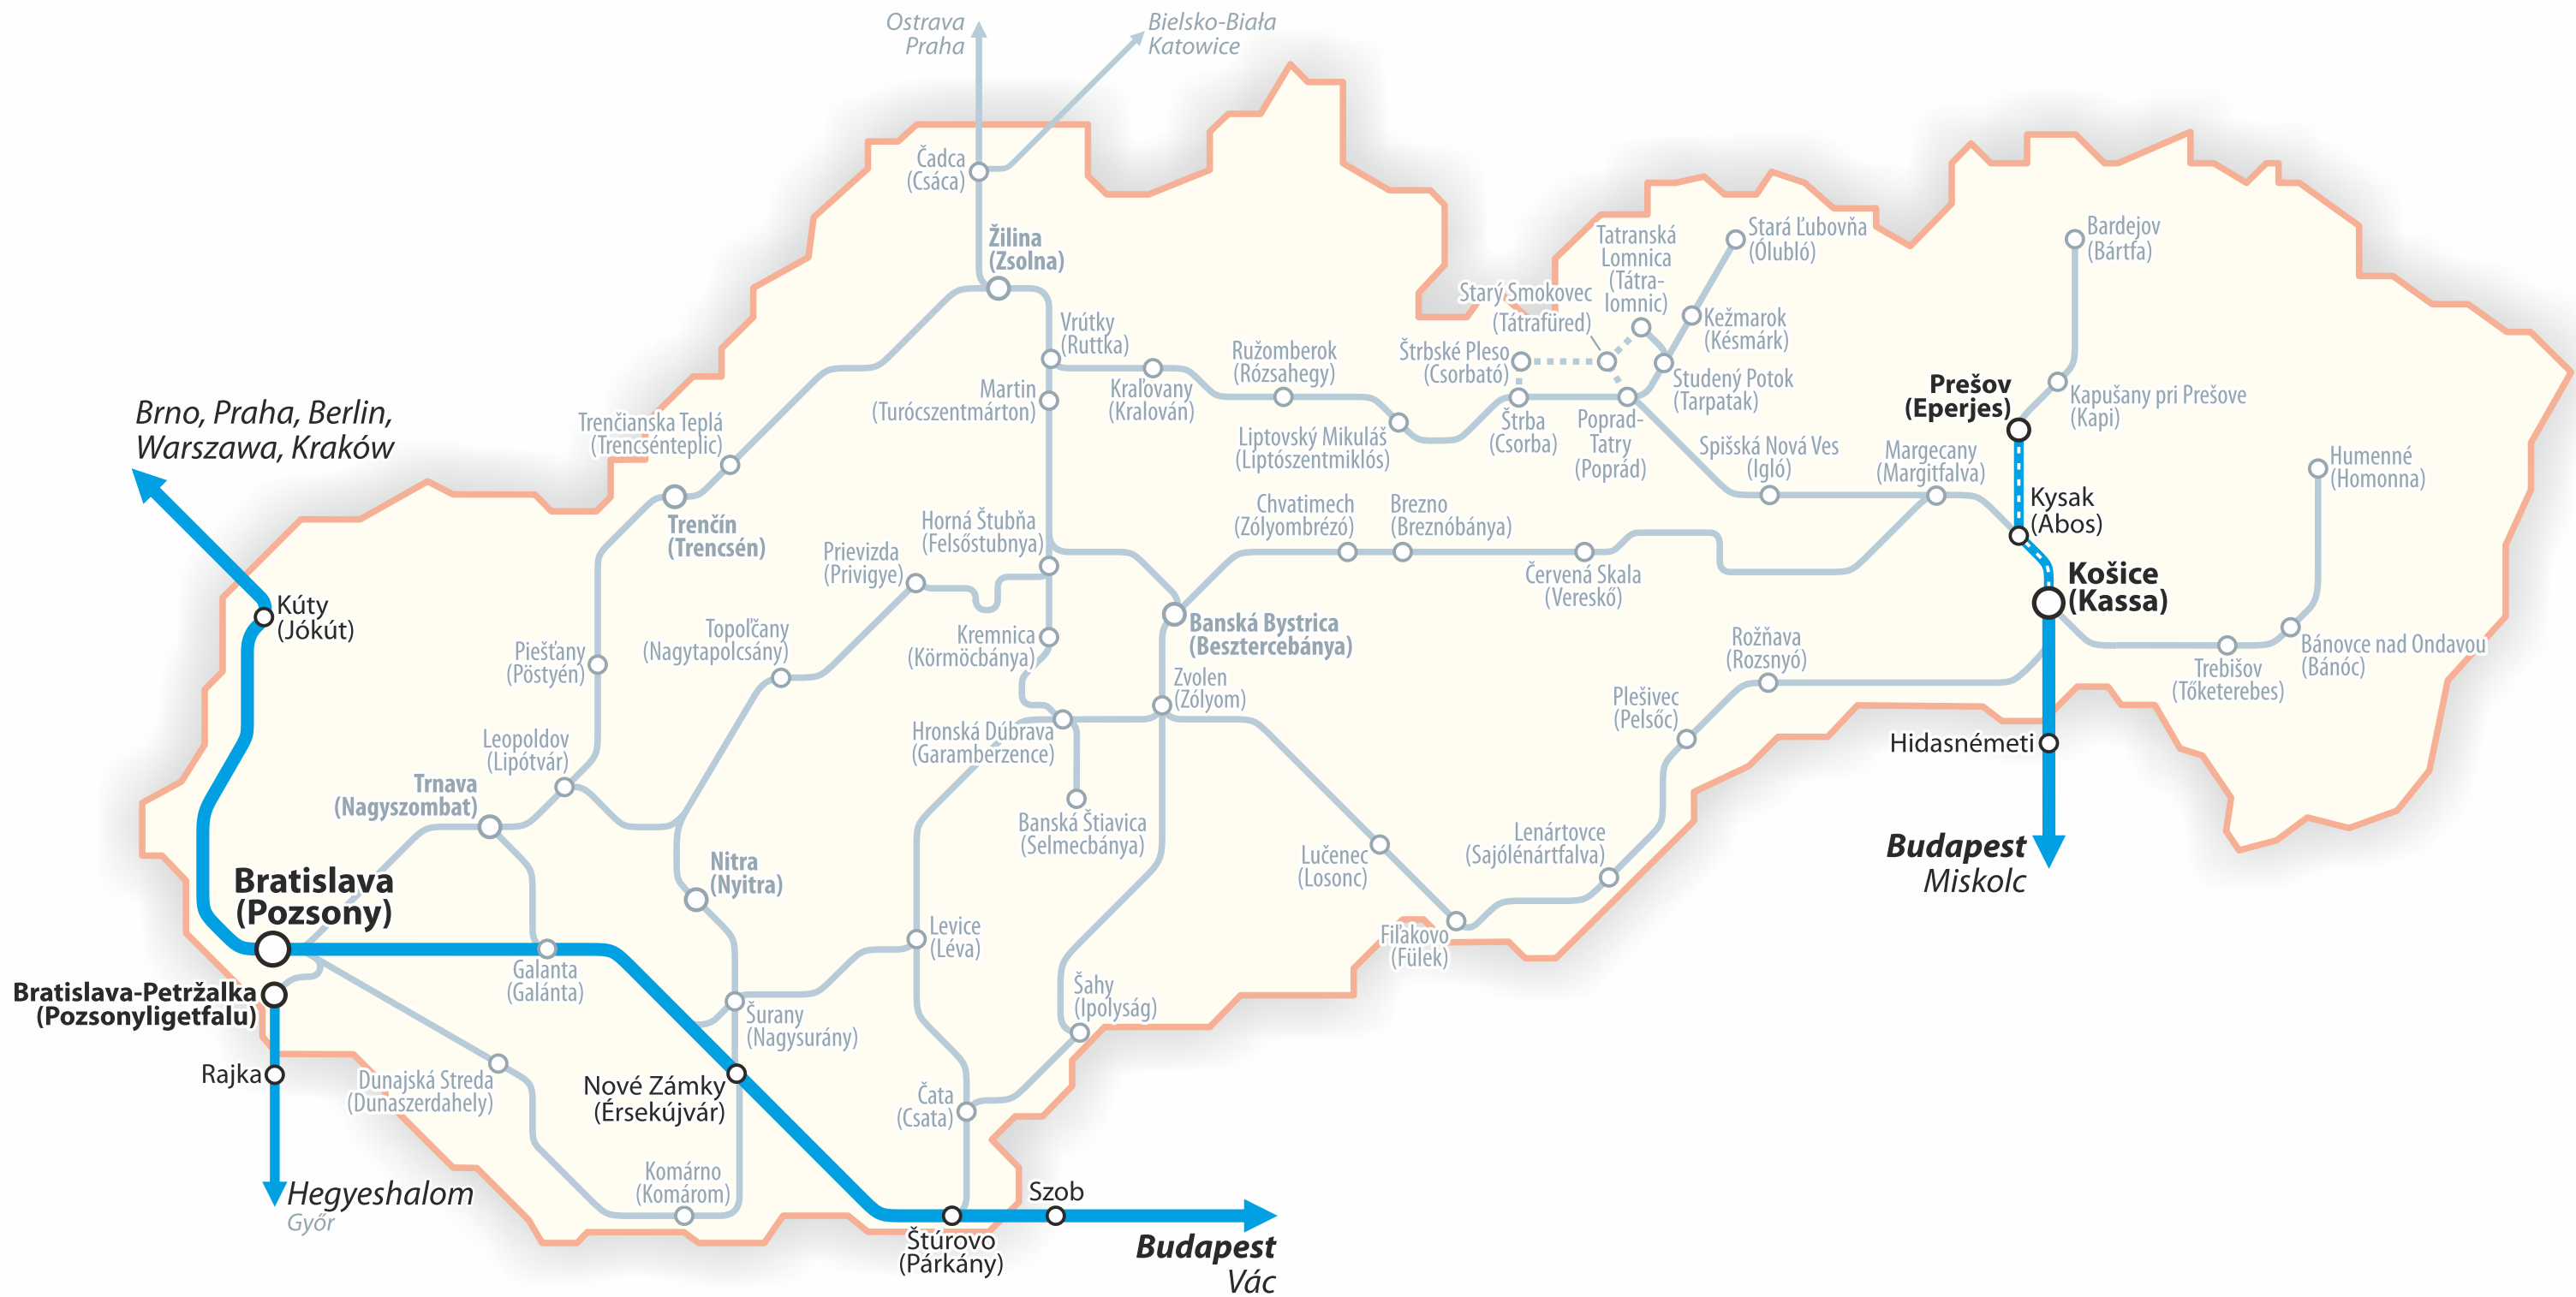 Ostrava
Praha
Bielsko-Biała
Katowice
Čadca
(Csáca)
Žilina
(Zsolna)
Vrútky
(Ruttka)
Martin
(Turócszentmárton)
Kraľovany
(Kralován)
Ružomberok
(Rózsahegy)
Liptovský Mikuláš
(Liptószentmiklós)
Štrbské Pleso
(Csorbató)
Starý Smokovec
(Tátrafüred)
Tatranská
Lomnica
(Tátra-
lomnic)
Stará Ľubovňa
(Ólubló)
Kežmarok
(Késmárk)
Studený Potok
(Tarpatak)
Štrba
(Csorba)
Poprad-
Tatry
(Poprád)
Spišská Nová Ves
(Igló)
Margecany
(Margitfalva)
Bardejov
(Bártfa)
Prešov
(Eperjes)
Kapušany pri Prešove
(Kapi)
Kysak
(Abos)
Humenné
(Homonna)
Košice
(Kassa)
Bánovce nad Ondavou
(Bánóc)
Trebišov
(Tőketerebes)
Hidasnémeti
Budapest
Miskolc
Brno, Praha, Berlin,
Warszawa, Kraków
Trenčianska Teplá
(Trencsénteplic)
Trenčín
(Trencsén)
Kúty
(Jókút)
Piešťany
(Pöstyén)
Prievizda
(Privigye)
Horná Štubňa
(Felsőstubnya)
Topoľčany
(Nagytapolcsány)
Kremnica
(Körmöcbánya)
Banská Bystrica
(Besztercebánya)
Chvatimech
(Zólyombrézó)
Brezno
(Breznóbánya)
Červená Skala
(Vereskő)
Zvolen
(Zólyom)
Hronská Dúbrava
(Garamberzence)
Banská Štiavica
(Selmecbánya)
Rožňava
(Rozsnyó)
Plešivec
(Pelsőc)
Lenártovce
(Sajólénártfalva)
Lučenec
(Losonc)
Fiľakovo
(Fülek)
Leopoldov
(Lipótvár)
Trnava
(Nagyszombat)
Nitra
(Nyitra)
Bratislava
(Pozsony)
Bratislava-Petržalka
(Pozsonyligetfalu)
Galanta
(Galánta)
Levice
(Léva)
Šahy
(Ipolyság)
Šurany
(Nagysurány)
Rajka
Dunajská Streda
(Dunaszerdahely)
Nové Zámky
(Érsekújvár)
Čata
(Csata)
Hegyeshalom
Győr
Komárno
(Komárom)
Štúrovo
(Párkány)
Szob
Budapest
Vác